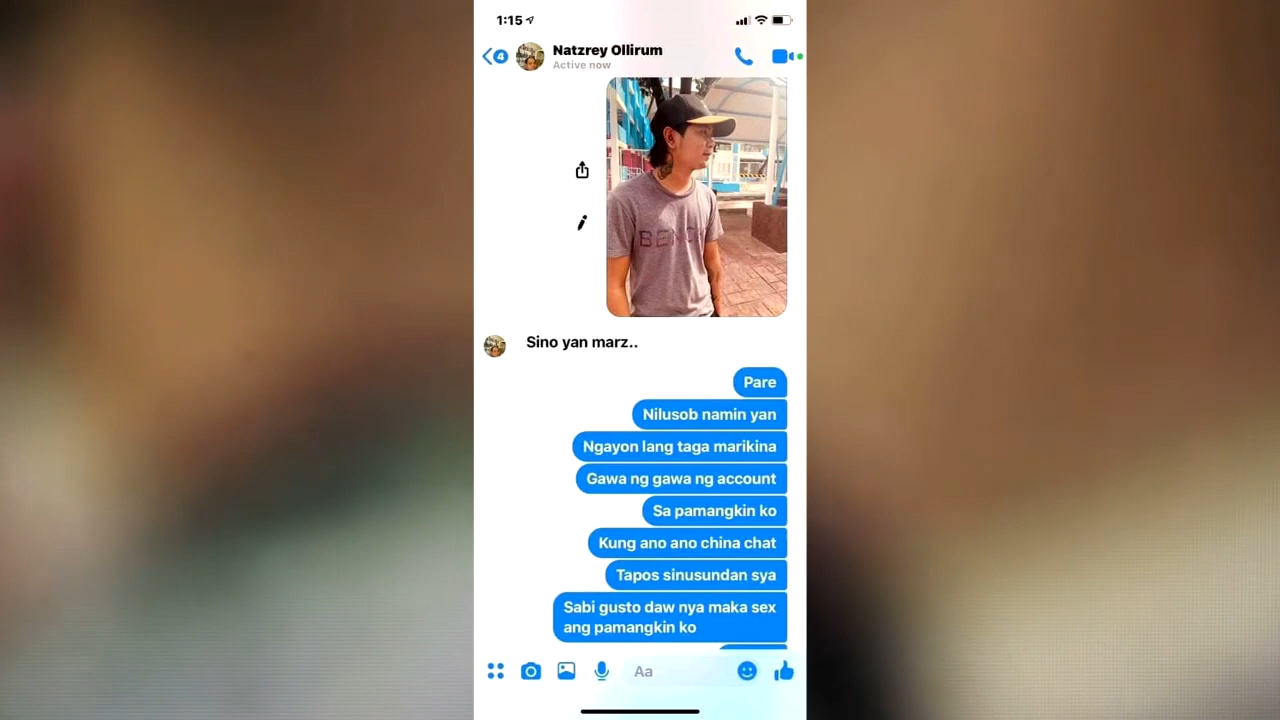 1:15
4
Natzrey Ollirum
Active now
BENCH
Sino yan marz..
Pare
Nilusob namin yan
Ngayon lang taga marikina
Gawa ng gawa ng account
Sa pamangkin ko
Kung ano ano china chat
Tapos sinusundan sya
Sabi gusto daw nya maka sex
ang pamangkin ko
Aa